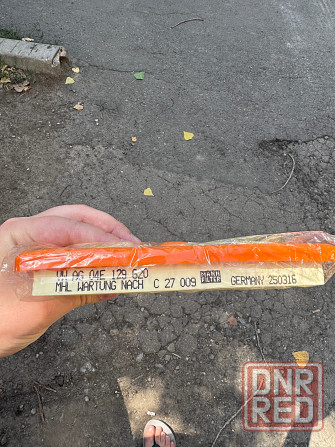 VW AG 04E 129 620
MHL WARTUNG NACH C 27 009 MANN FILTER GERMANY 250316
DNR
RED